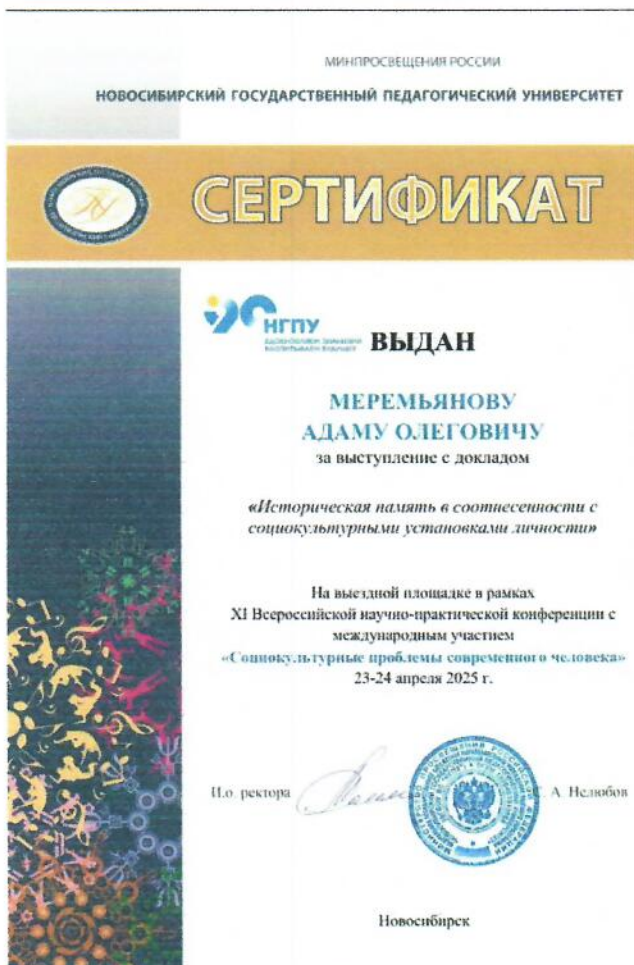 МИНПРОСВЕЩЕНИЯ РОССИИ
НОВОСИБИРСКИЙ ГОСУДАРСТВЕННЫЙ ПЕДАГОГИЧЕСКИЙ УНИВЕРСИТЕТ
СЕРТИФИКАТ
НГПУ
ВЫДАН
МЕРЕМЬЯНОВУ
АДАМУ ОЛЕГОВИЧУ
за выступление с докладом
«Историческая память в соотнесенности с
социокультурными установками личности»
На выездной площадке в рамках
XI Всероссийской научно-практической конференции с
международным участием
«Социокультурные проблемы современного человека»
23-24 апреля 2025 г.
И.о. ректора
А. Нелюбов
Новосибирск